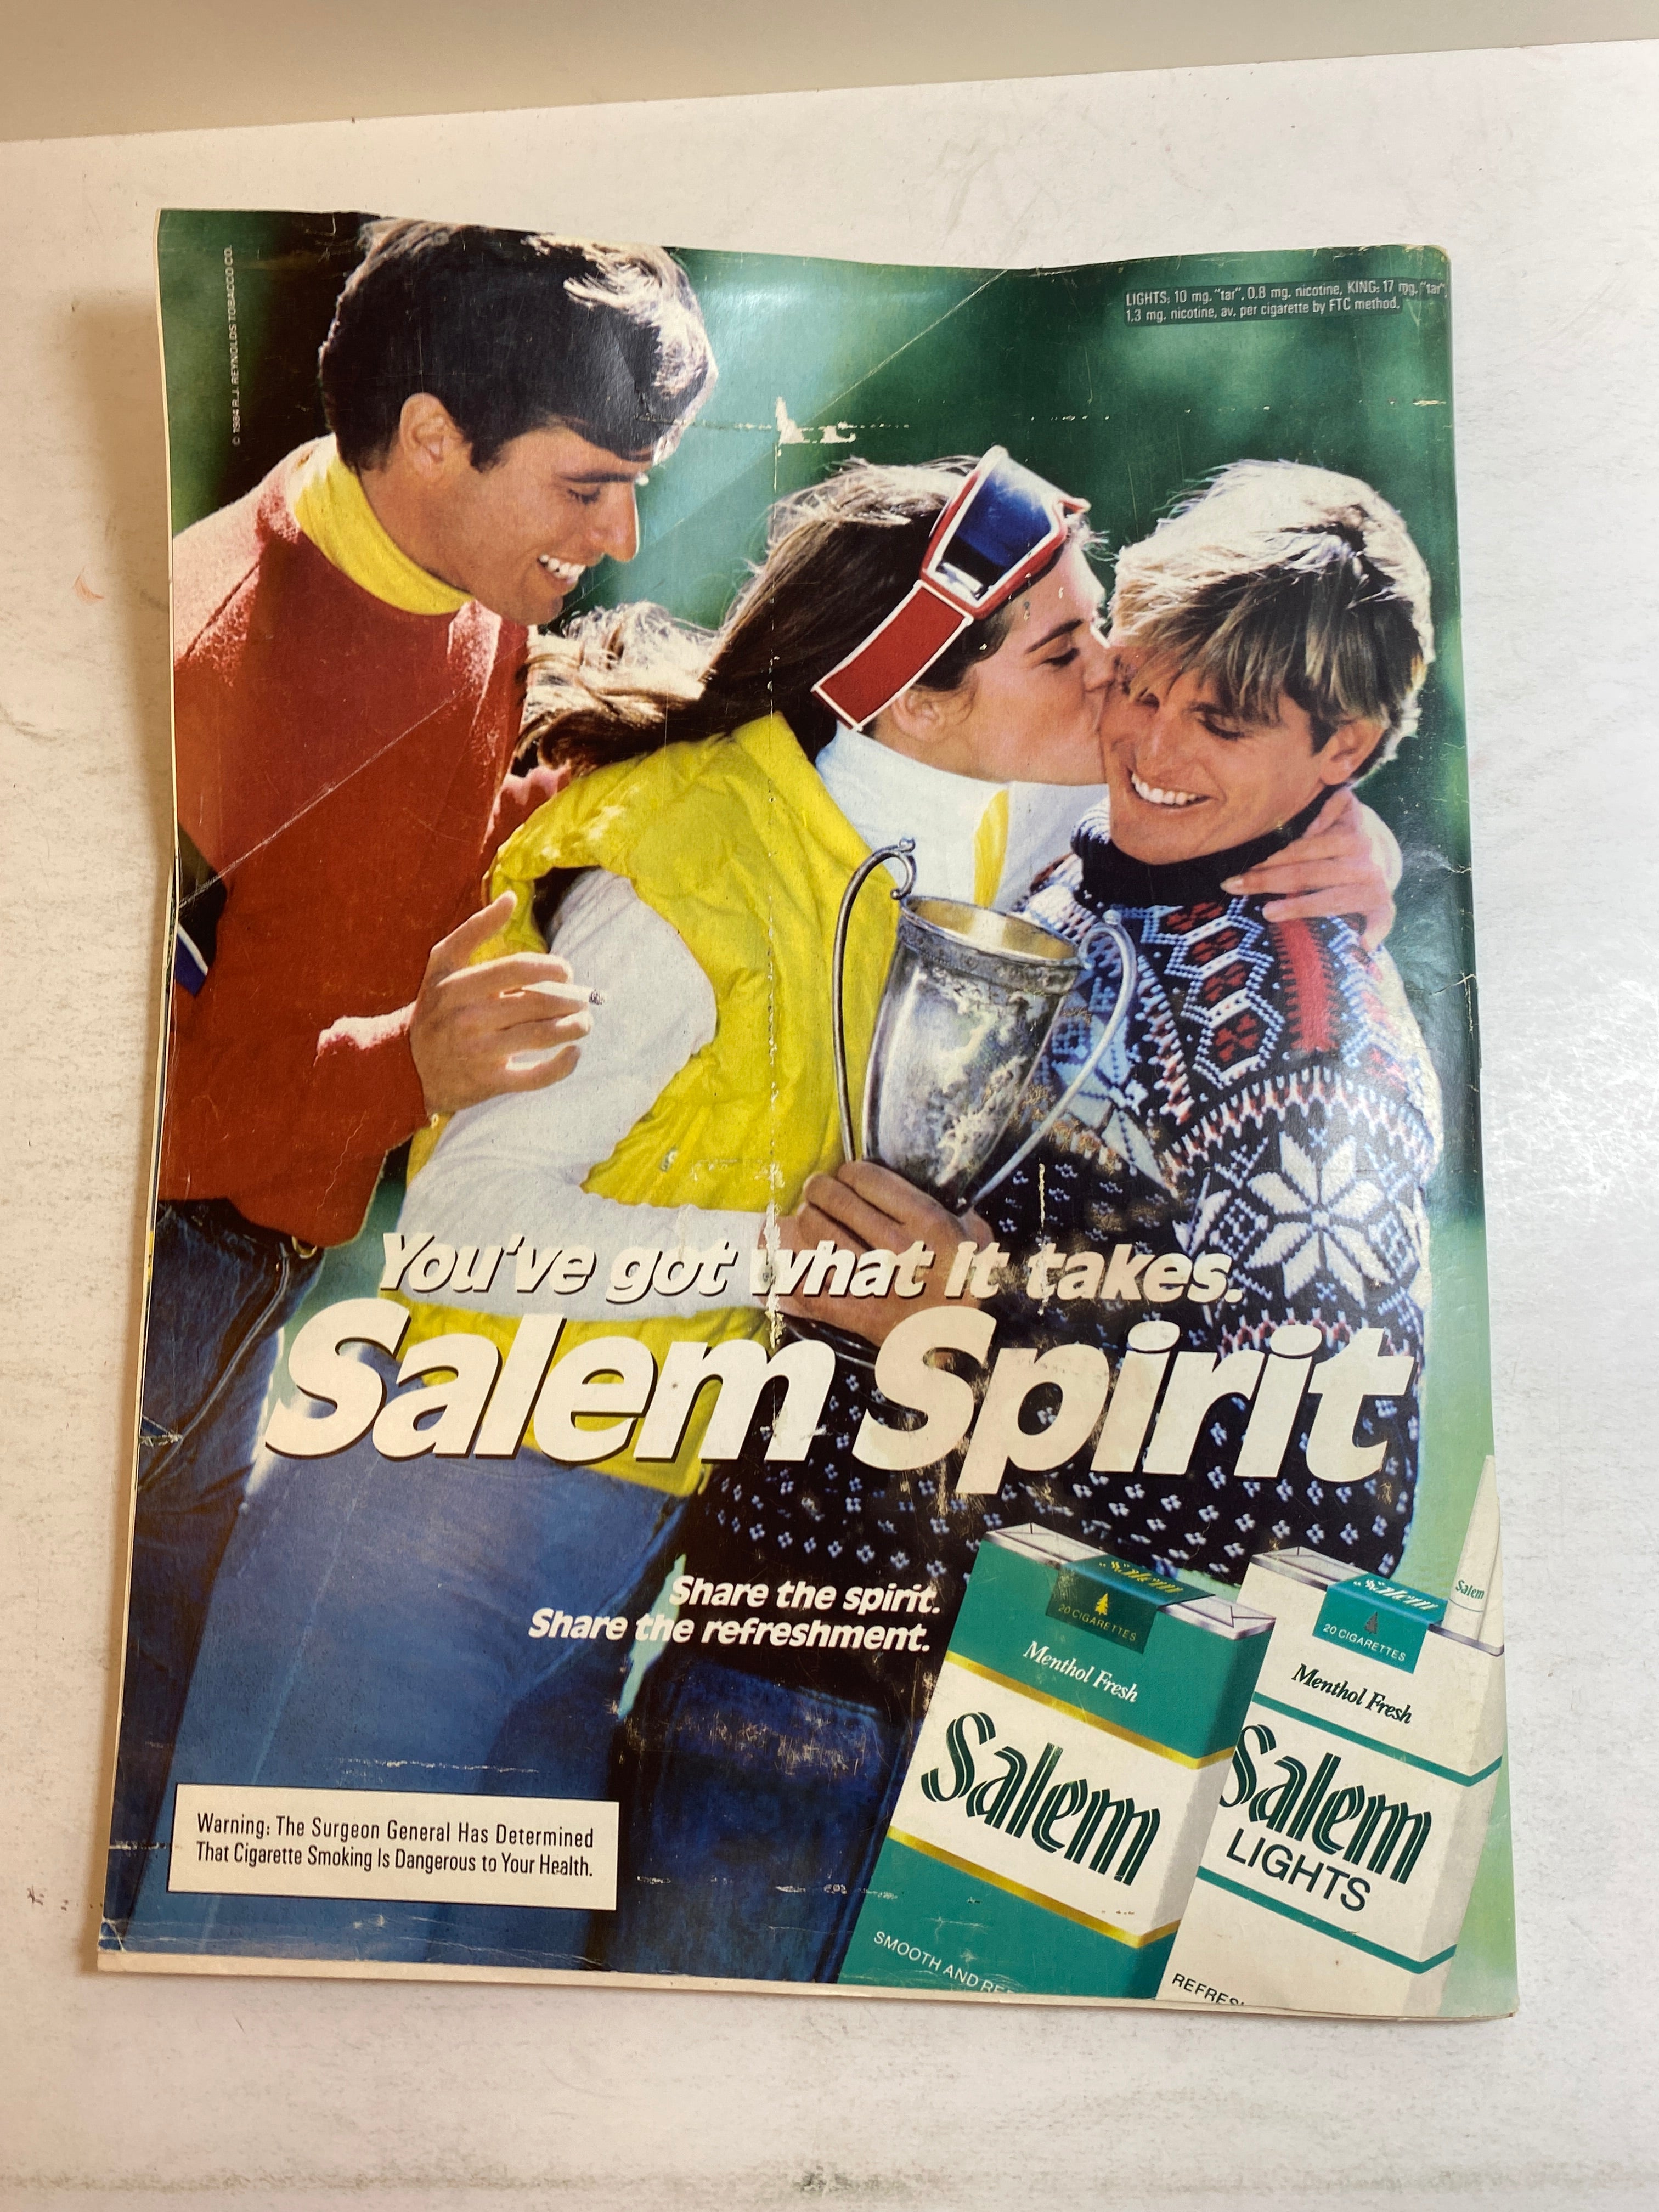 © 1984 R.J. REYNOLDS TOBACCO CO.
LIGHTS: 10 mg. "tar", 0.8 mg. nicotine, KING: 17 mg. "tar",
1.3 mg. nicotine, av. per cigarette by FTC method.
You've got what it takes.
Salem Spirit
Share the spirit.
Share the refreshment.
Salem
20 CIGARETTES
Menthol Fresh
Salem
SMOOTH AND RE
Salem
Salem
20 CIGARETTES
Menthol Fresh
Salem
LIGHTS
REFRES
Warning: The Surgeon General Has Determined
That Cigarette Smoking Is Dangerous to Your Health.